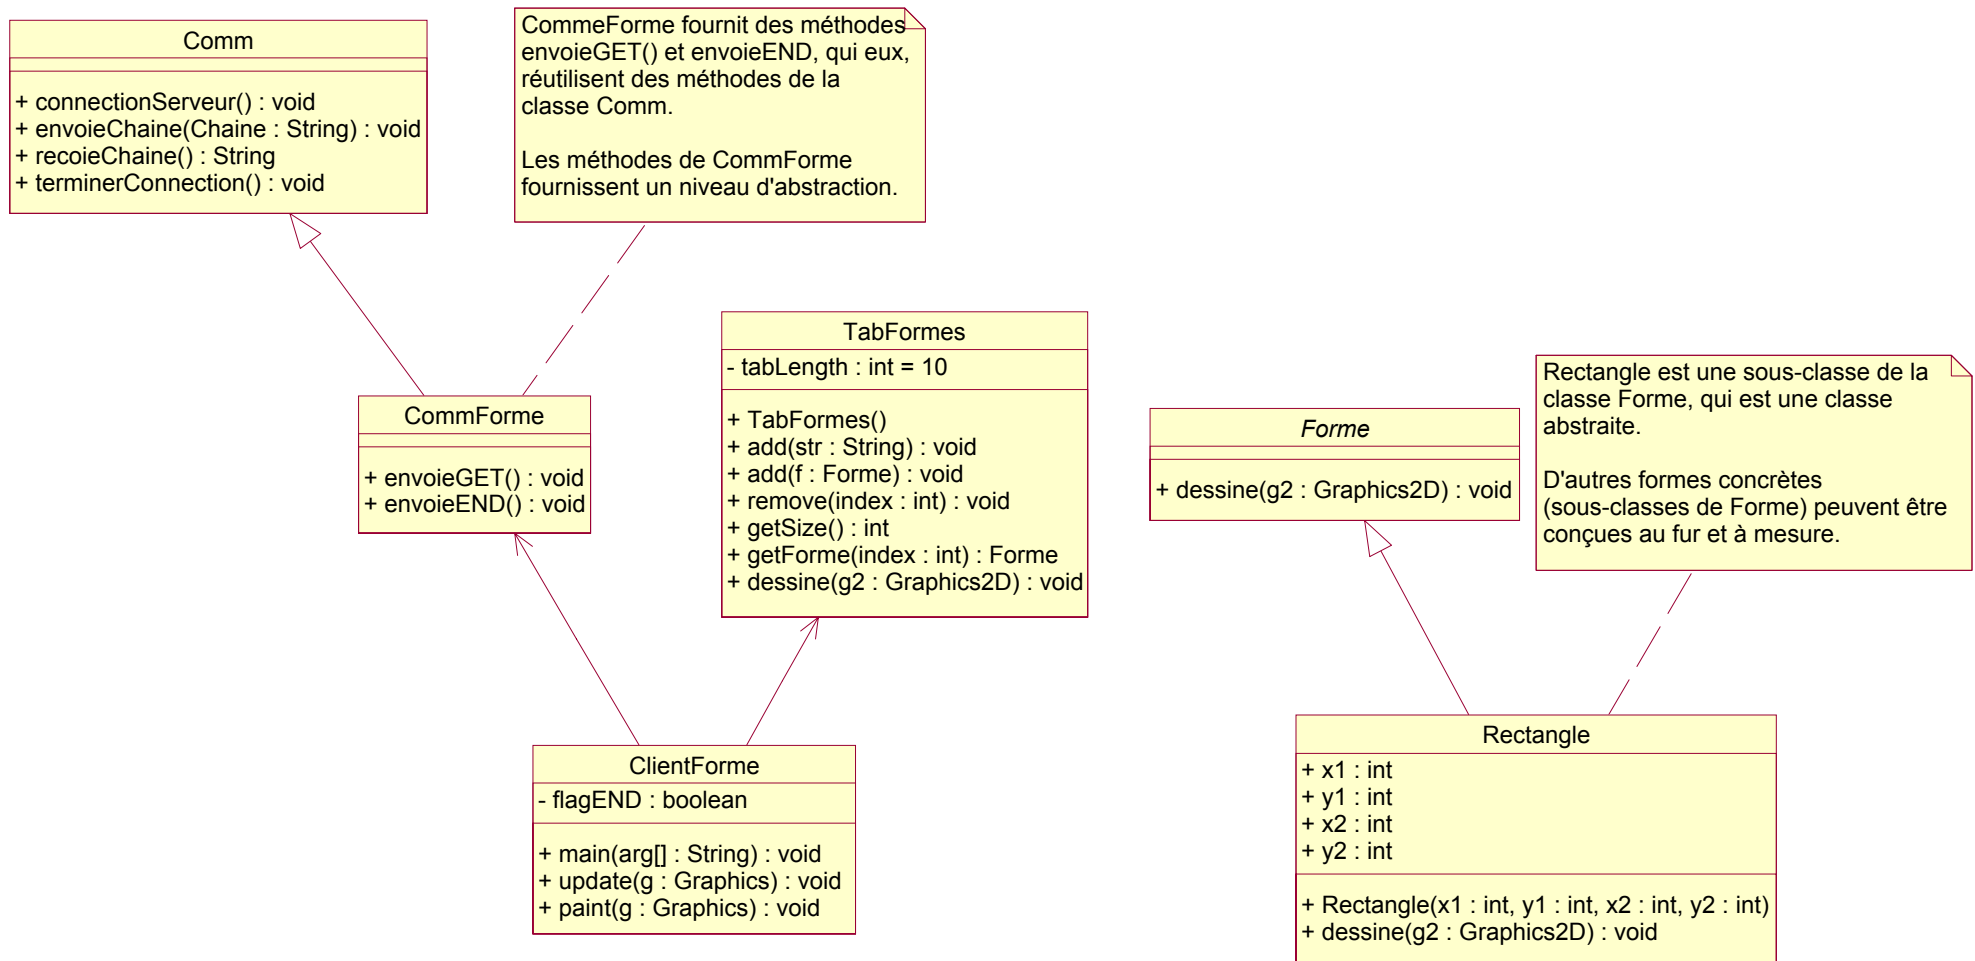 Comm
+ connectionServeur() : void
+ envoieChaine(Chaine : String) : void
+ recoieChaine() : String
+ terminerConnection() : void
CommeForme fournit des méthodes
envoieGET() et envoieEND, qui eux,
réutilisent des méthodes de la
classe Comm.
Les méthodes de CommForme
fournissent un niveau d'abstraction.
CommForme
+ envoieGET() : void
+ envoieEND() : void
TabFormes
- tabLength : int = 10
+ TabFormes()
+ add(str : String) : void
+ add(f : Forme) : void
+ remove(index : int) : void
+ getSize() : int
+ getForme(index : int) : Forme
+ dessine(g2 : Graphics2D) : void
Forme
+ dessine(g2 : Graphics2D) : void
Rectangle est une sous-classe de la
classe Forme, qui est une classe
abstraite.
D'autres formes concrètes
(sous-classes de Forme) peuvent être
conçues au fur et à mesure.
ClientForme
- flagEND : boolean
+ main(arg[] : String) : void
+ update(g : Graphics) : void
+ paint(g : Graphics) : void
Rectangle
+ x1 : int
+ y1 : int
+ x2 : int
+ y2 : int
+ Rectangle(x1 : int, y1 : int, x2 : int, y2 : int)
+ dessine(g2 : Graphics2D) : void